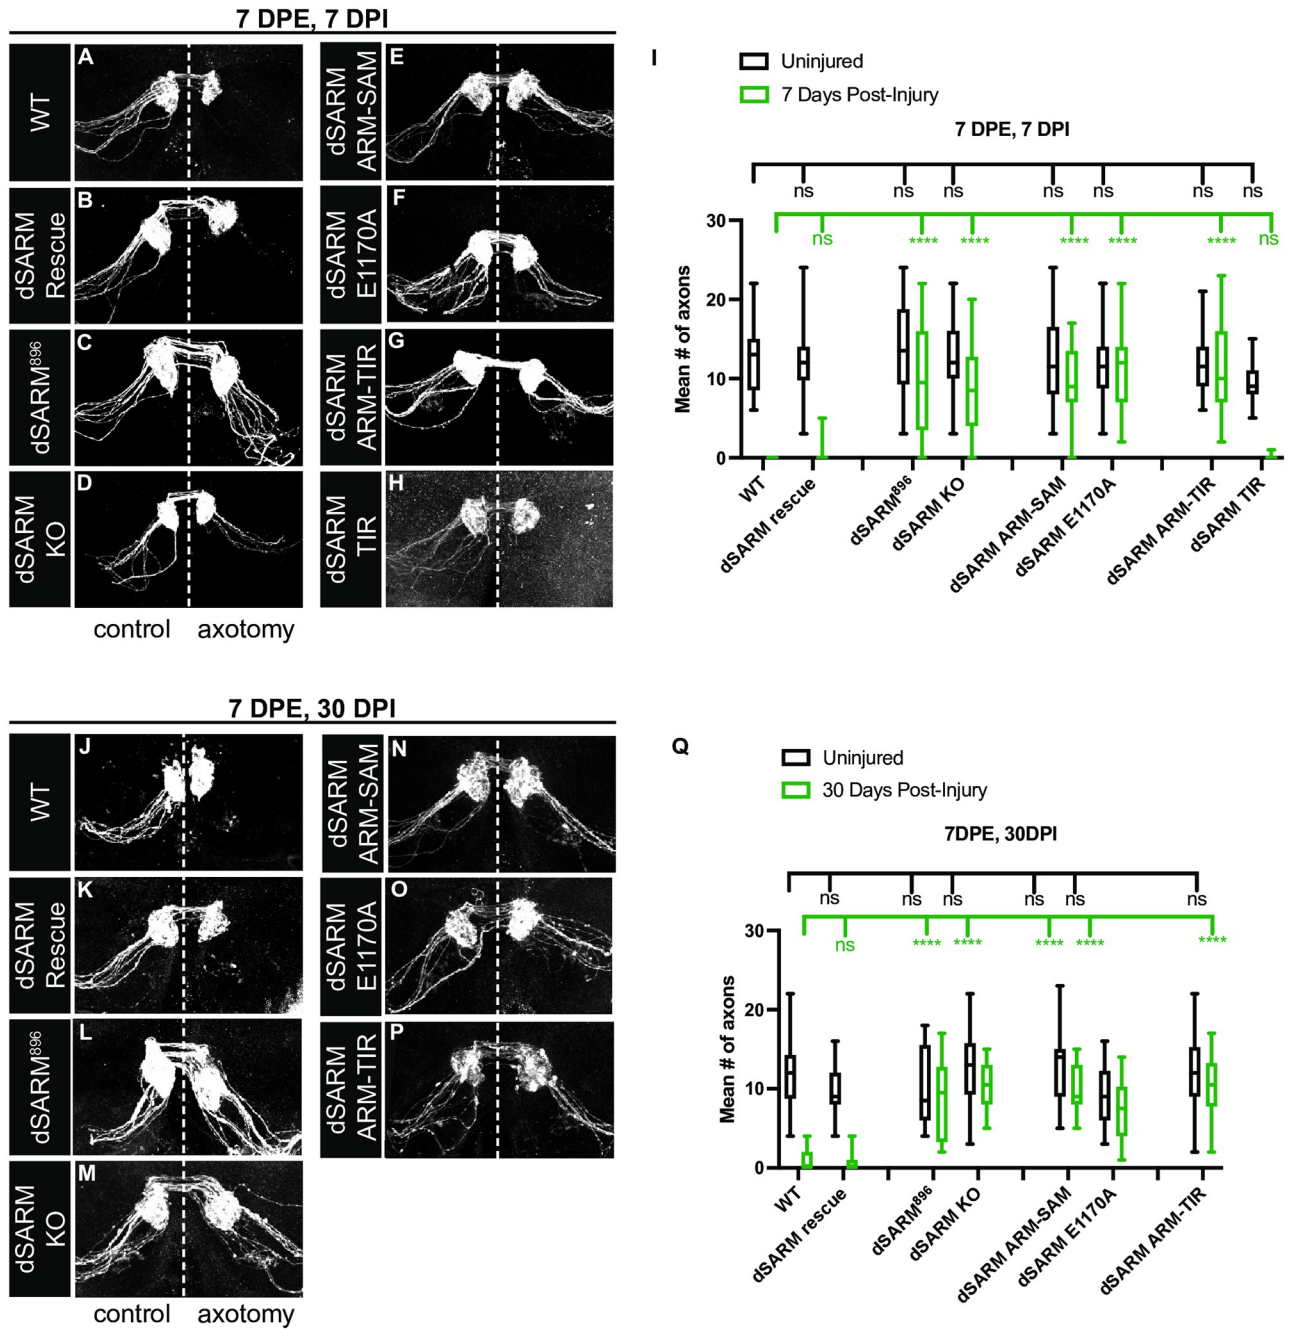 7 DPE, 7 DPI
WT
A
dSARM
Rescue
B
dSARM⁸⁹⁶
C
dSARM
KO
D
dSARM
ARM-SAM
E
dSARM
E1170A
F
dSARM
ARM-TIR
G
dSARM
TIR
H
control
axotomy
I
Uninjured
7 Days Post-Injury
7 DPE, 7 DPI
ns ns ns ns ns ns ns
ns **** **** **** **** **** ns
Mean # of axons
30
20
10
0
WT
dSARM rescue
dSARM⁸⁹⁶
dSARM KO
dSARM ARM-SAM
dSARM E1170A
dSARM ARM-TIR
dSARM TIR
7 DPE, 30 DPI
WT
J
dSARM
Rescue
K
dSARM⁸⁹⁶
L
dSARM
KO
M
dSARM
ARM-SAM
N
dSARM
E1170A
O
dSARM
ARM-TIR
P
control
axotomy
Q
Uninjured
30 Days Post-Injury
7DPE, 30DPI
ns ns ns ns ns ns
ns **** **** **** **** ****
Mean # of axons
30
20
10
0
WT
dSARM rescue
dSARM⁸⁹⁶
dSARM KO
dSARM ARM-SAM
dSARM E1170A
dSARM ARM-TIR